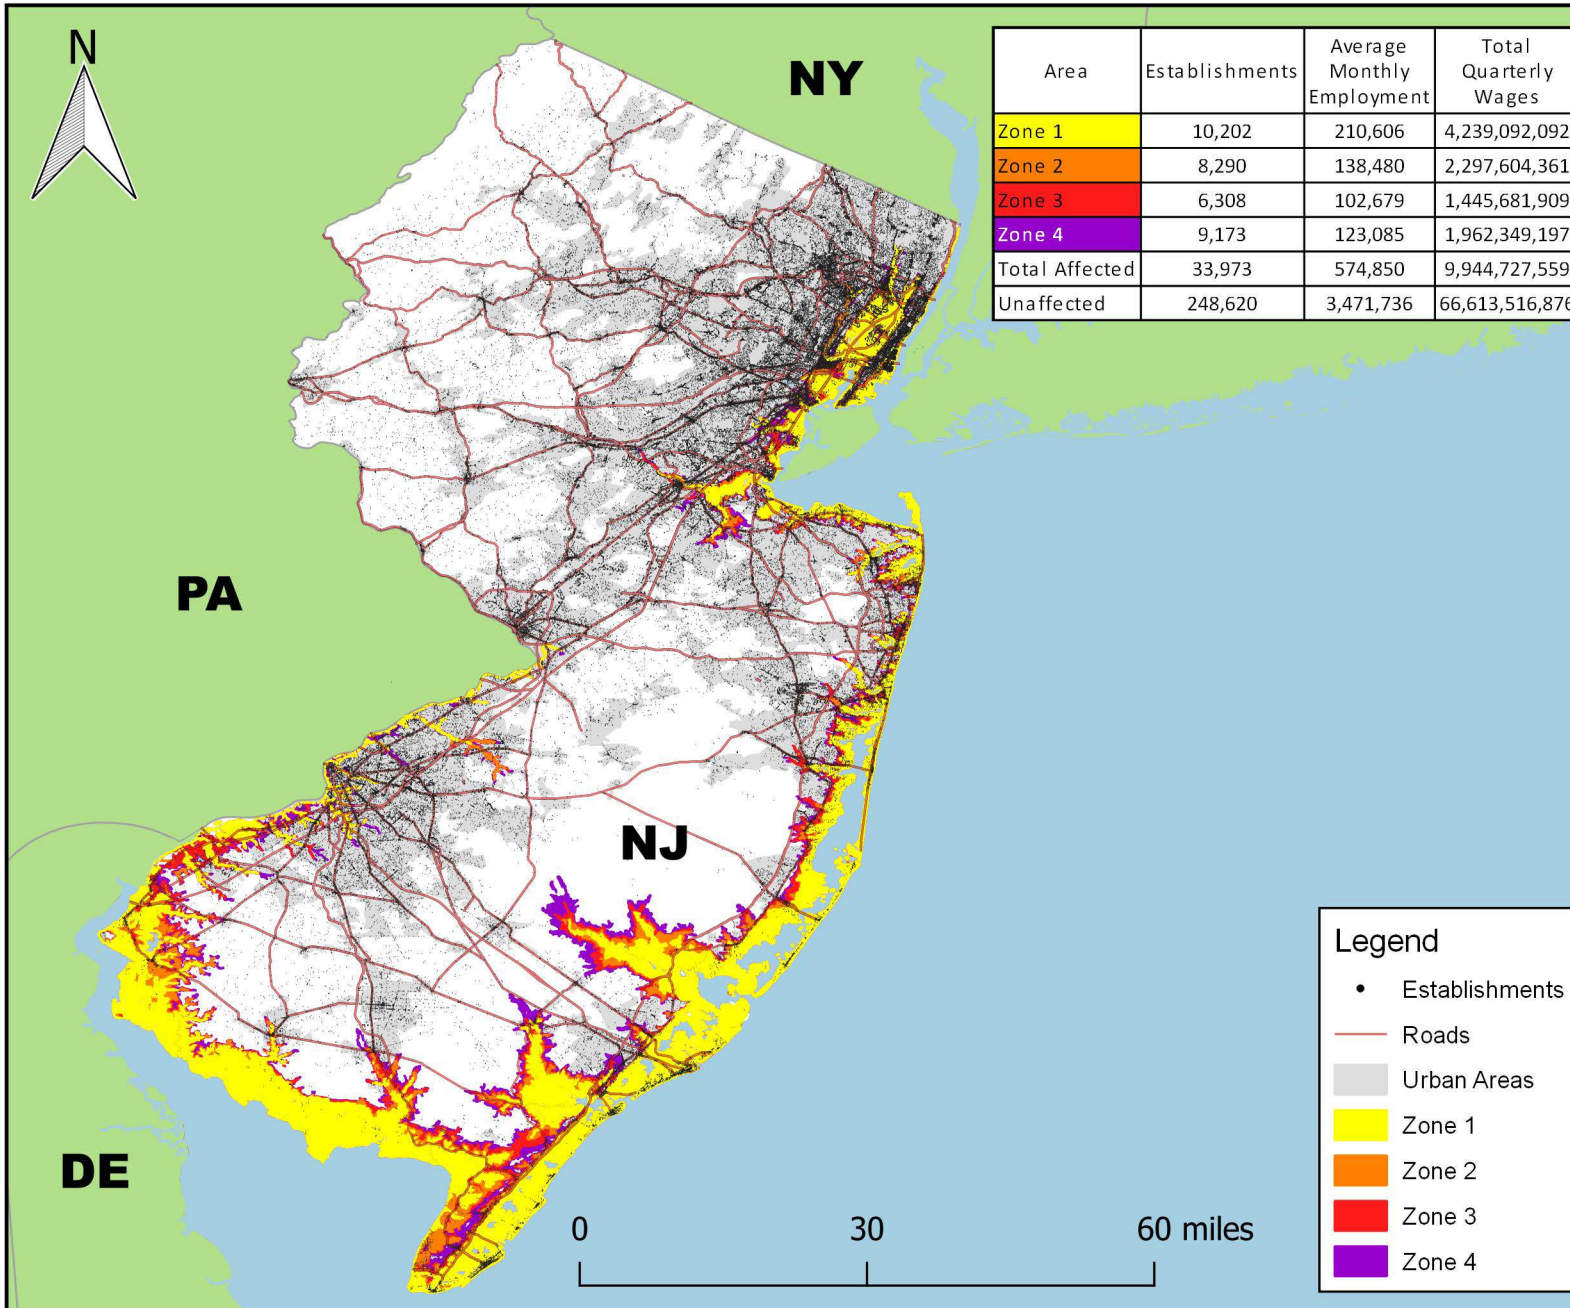 N
NY
PA
NJ
DE
Area Establishments Average Monthly Employment Total Quarterly Wages
Zone 1 10,202 210,606 4,239,092,092
Zone 2 8,290 138,480 2,297,604,361
Zone 3 6,308 102,679 1,445,681,909
Zone 4 9,173 123,085 1,962,349,197
Total Affected 33,973 574,850 9,944,727,559
Unaffected 248,620 3,471,736 66,613,516,876
Legend
Establishments
Roads
Urban Areas
Zone 1
Zone 2
Zone 3
Zone 4
0 30 60 miles